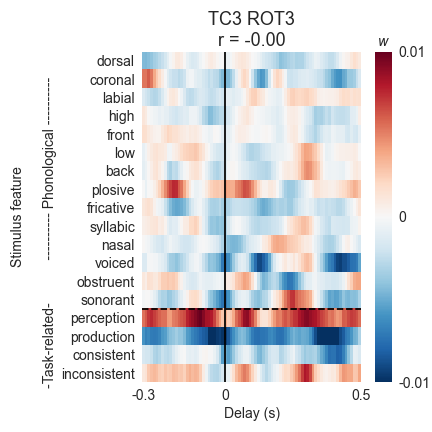 TC3 ROT3
r = -0.00
w
dorsal
coronal
labial
high
front
low
back
plosive
fricative
syllabic
nasal
voiced
obstruent
sonorant
perception
production
consistent
inconsistent
Stimulus feature
-Task-related- ----------- Phonological -----------
0.01
0
-0.01
-0.3
0
0.5
Delay (s)